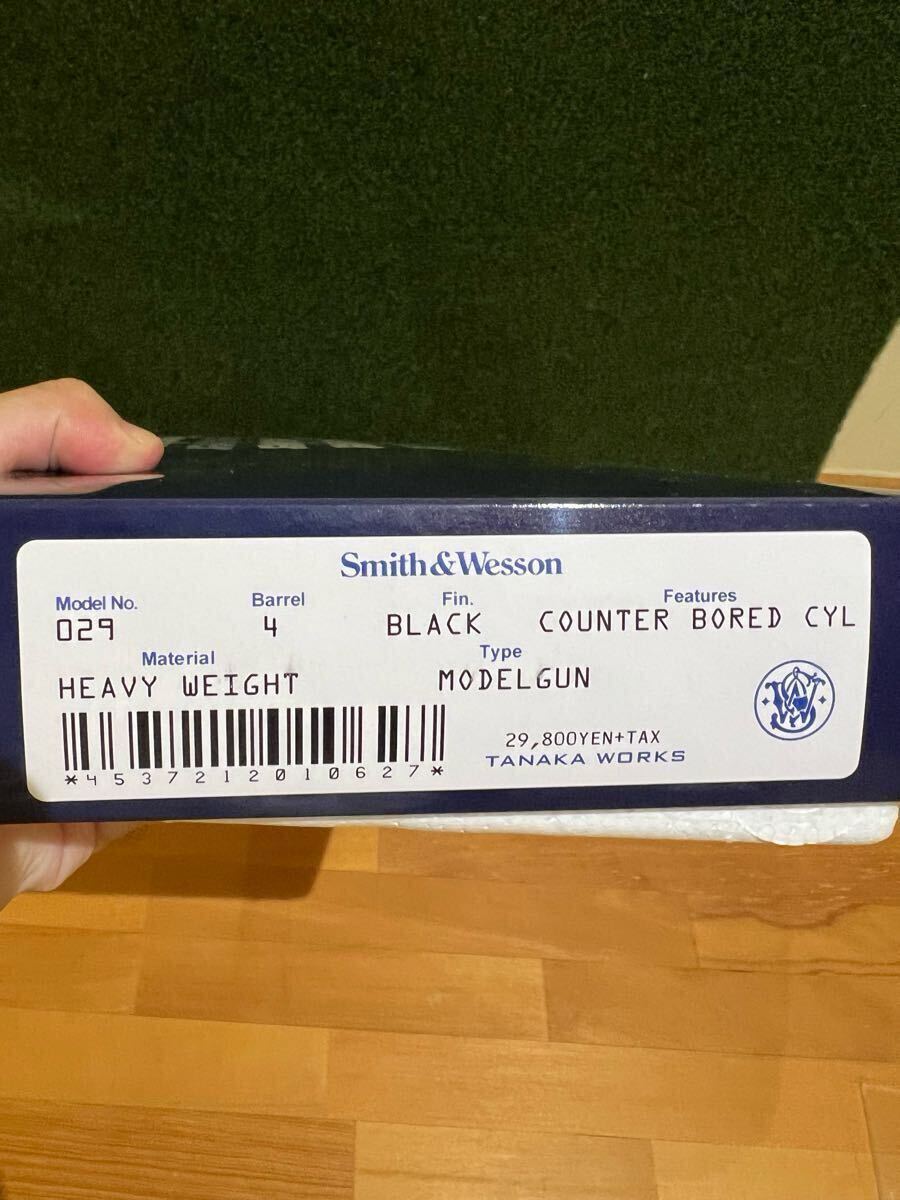 Smith&Wesson
Model No. Barrel Fin. Features
029 4 BLACK COUNTER BORED CYL
Material Type
HEAVY WEIGHT MODELGUN
29,800YEN+TAX
TANAKA WORKS
*4537212010627*